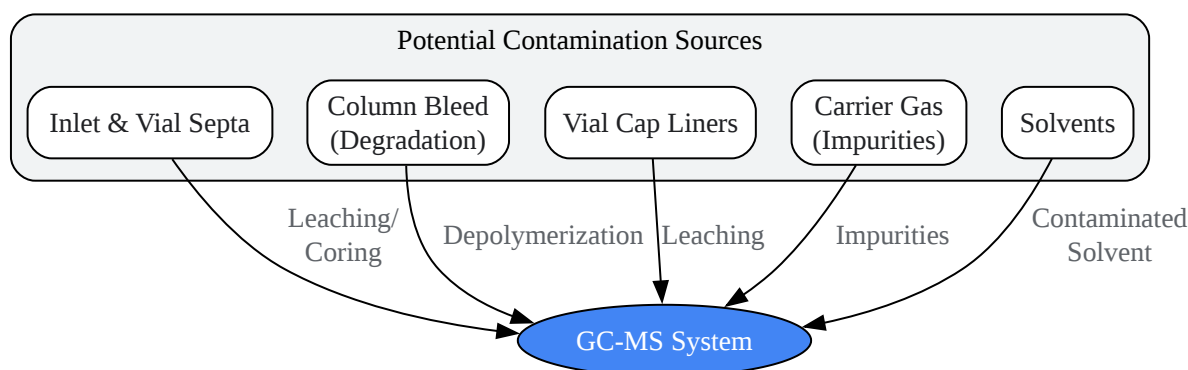 Potential Contamination Sources
Inlet & Vial Septa
Column Bleed
(Degradation)
Vial Cap Liners
Carrier Gas
(Impurities)
Solvents
Leaching/
Coring
Depolymerization
Leaching
Impurities
Contaminated
Solvent
GC-MS System